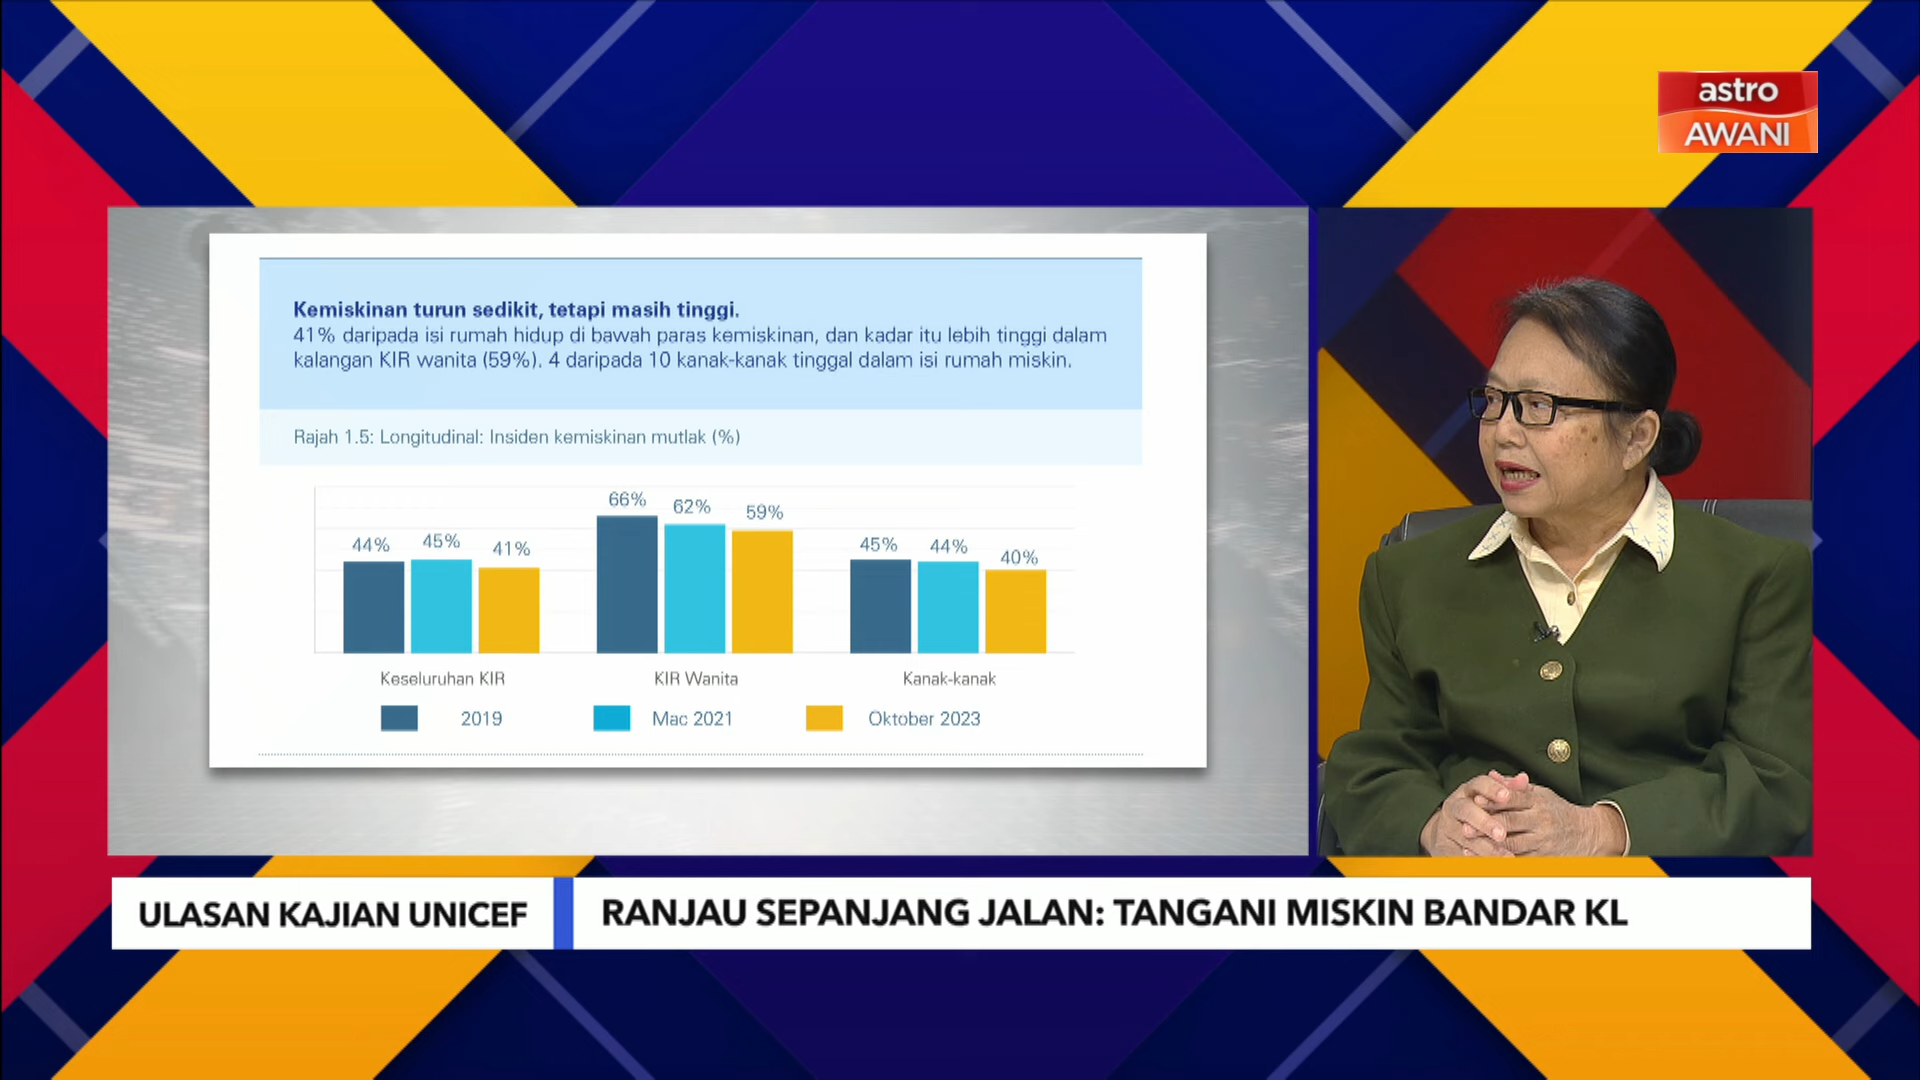 astro
AWANI
Kemiskinan turun sedikit, tetapi masih tinggi.
41% daripada isi rumah hidup di bawah paras kemiskinan, dan kadar itu lebih tinggi dalam
kalangan KIR wanita (59%). 4 daripada 10 kanak-kanak tinggal dalam isi rumah miskin.
Rajah 1.5: Longitudinal: Insiden kemiskinan mutlak (%)
44% 45% 41% 66% 62% 59% 45% 44% 40%
Keseluruhan KIR KIR Wanita Kanak-kanak
2019 Mac 2021 Oktober 2023
ULASAN KAJIAN UNICEF
RANJAU SEPANJANG JALAN: TANGANI MISKIN BANDAR KL